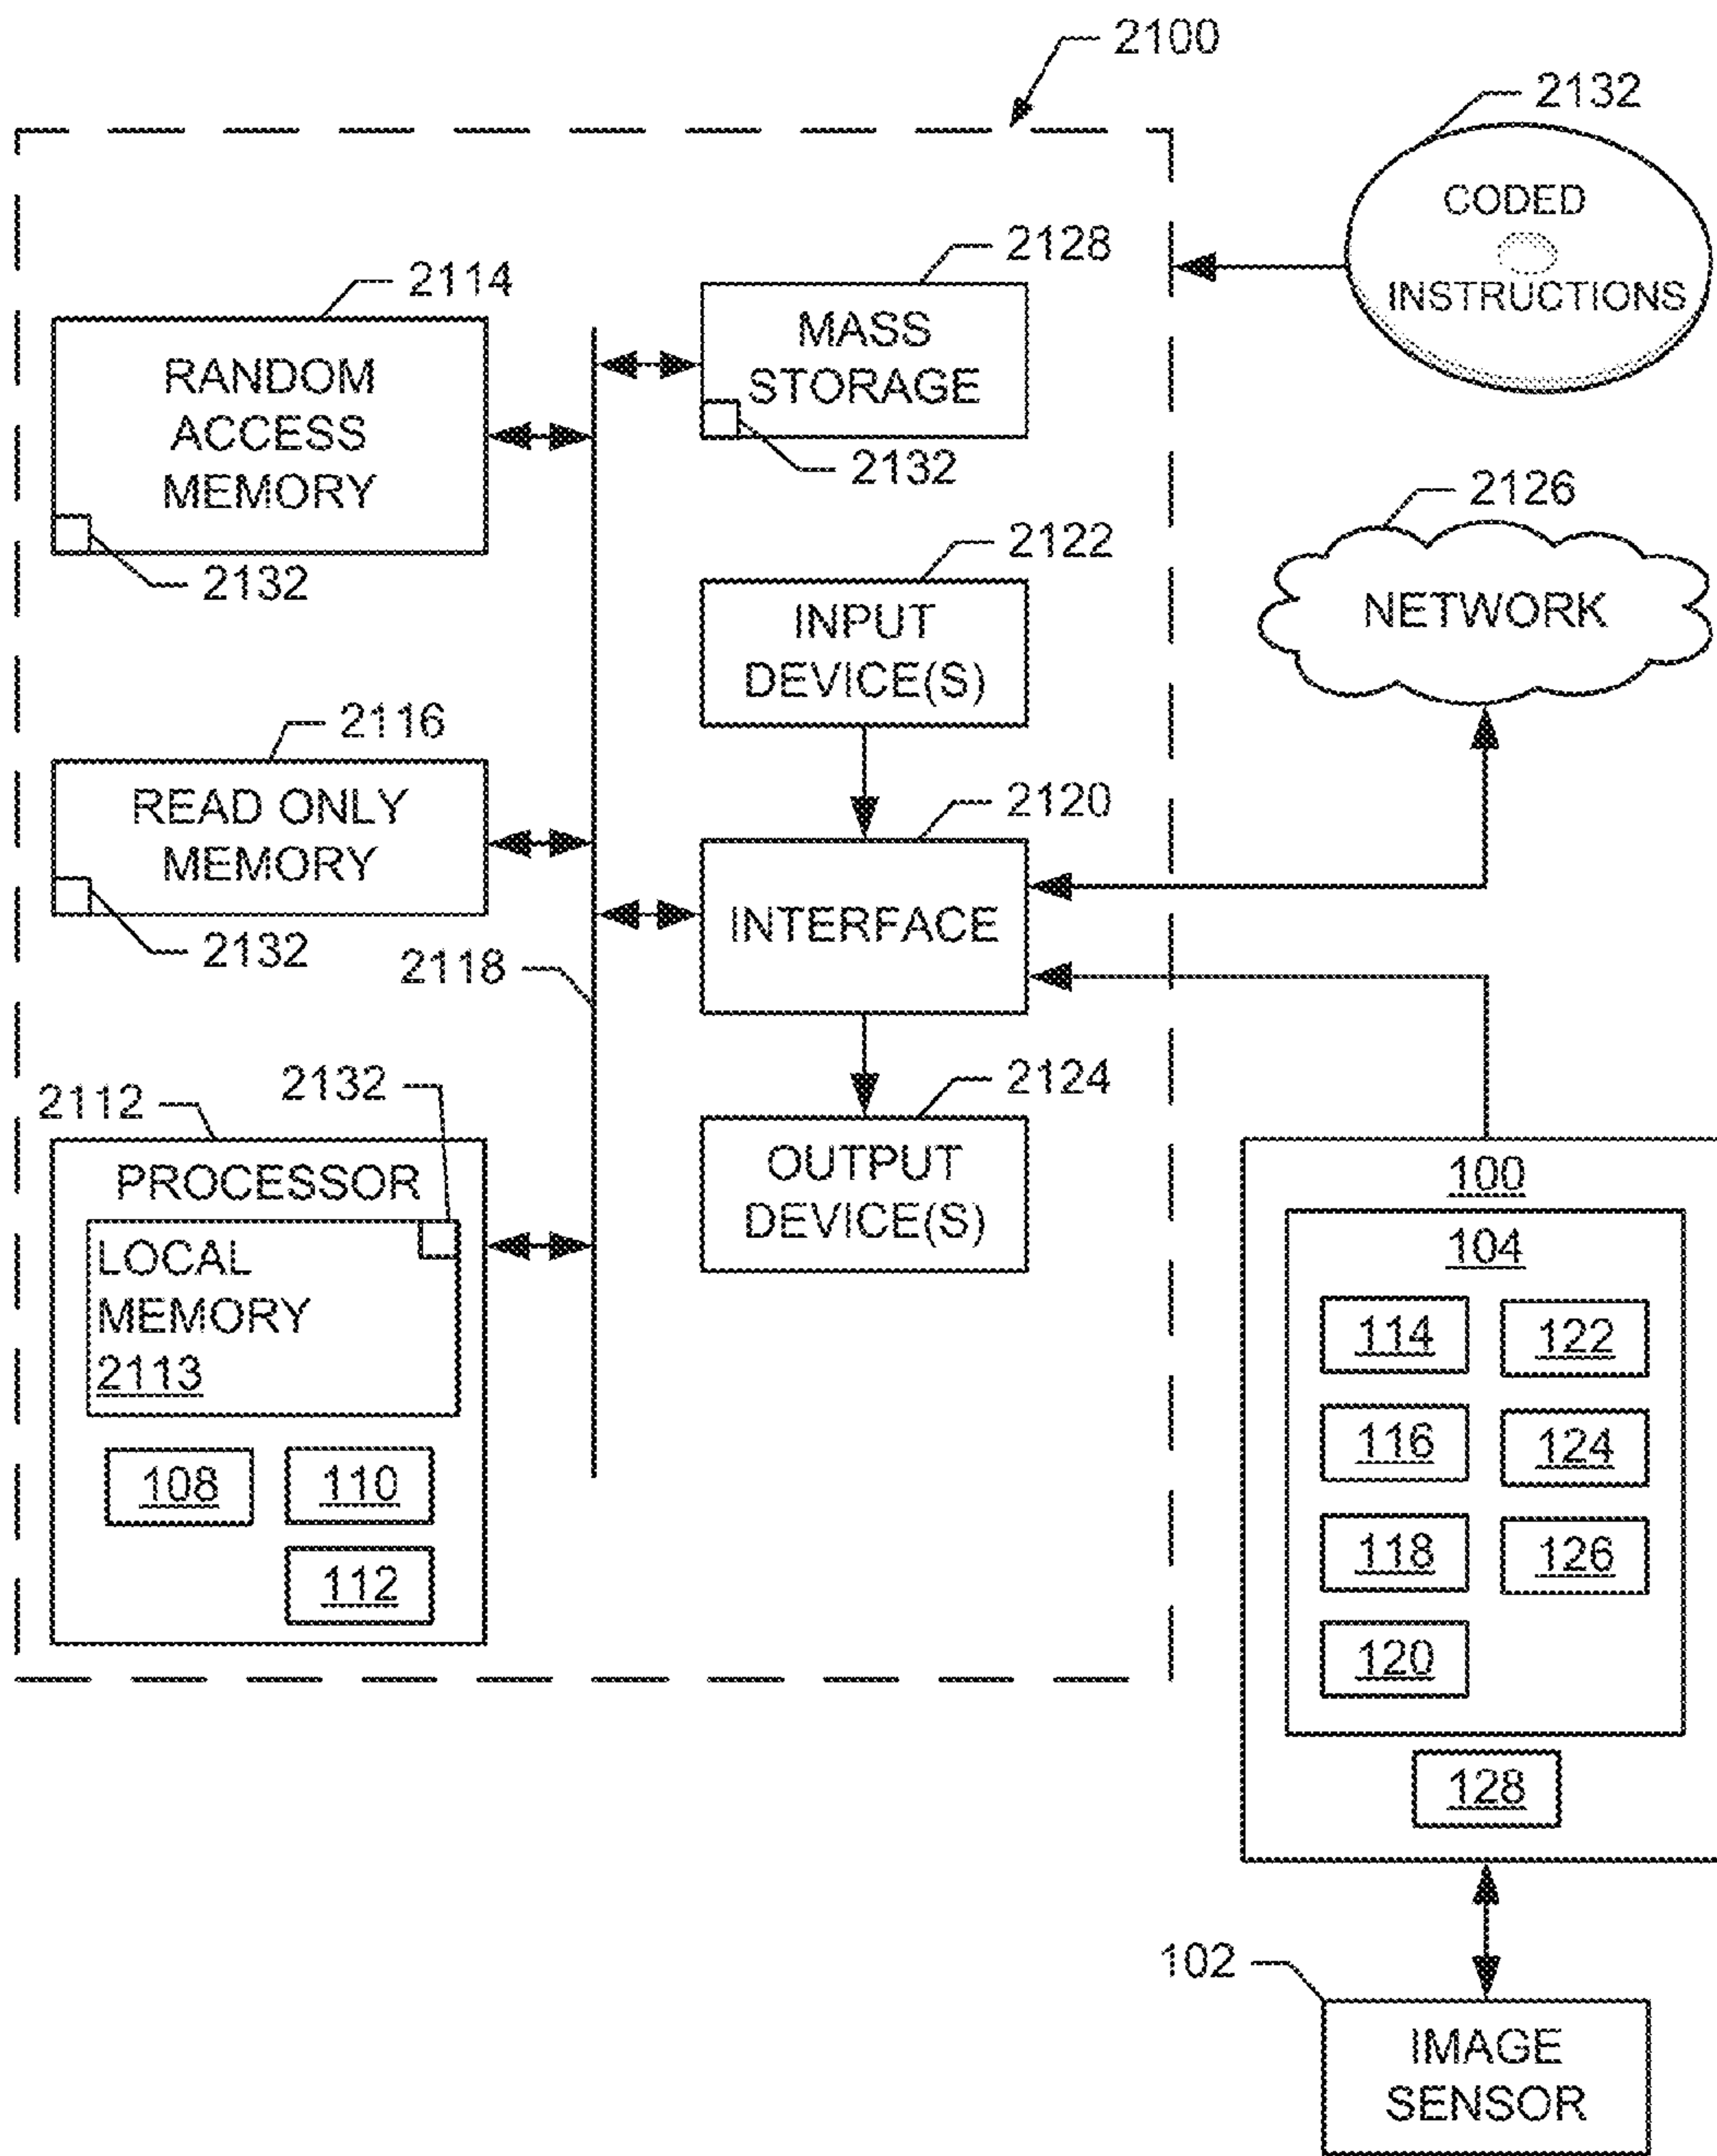 2100
2132
CODED
INSTRUCTIONS
2114
RANDOM
ACCESS
MEMORY
2132
2128
MASS
STORAGE
2132
2126
NETWORK
2122
INPUT
DEVICE(S)
2116
READ ONLY
MEMORY
2132
2120
INTERFACE
2118
2124
OUTPUT
DEVICE(S)
2112
2132
PROCESSOR
LOCAL
MEMORY
2113
108
110
112
100
104
114
122
116
124
118
126
120
128
102
IMAGE
SENSOR